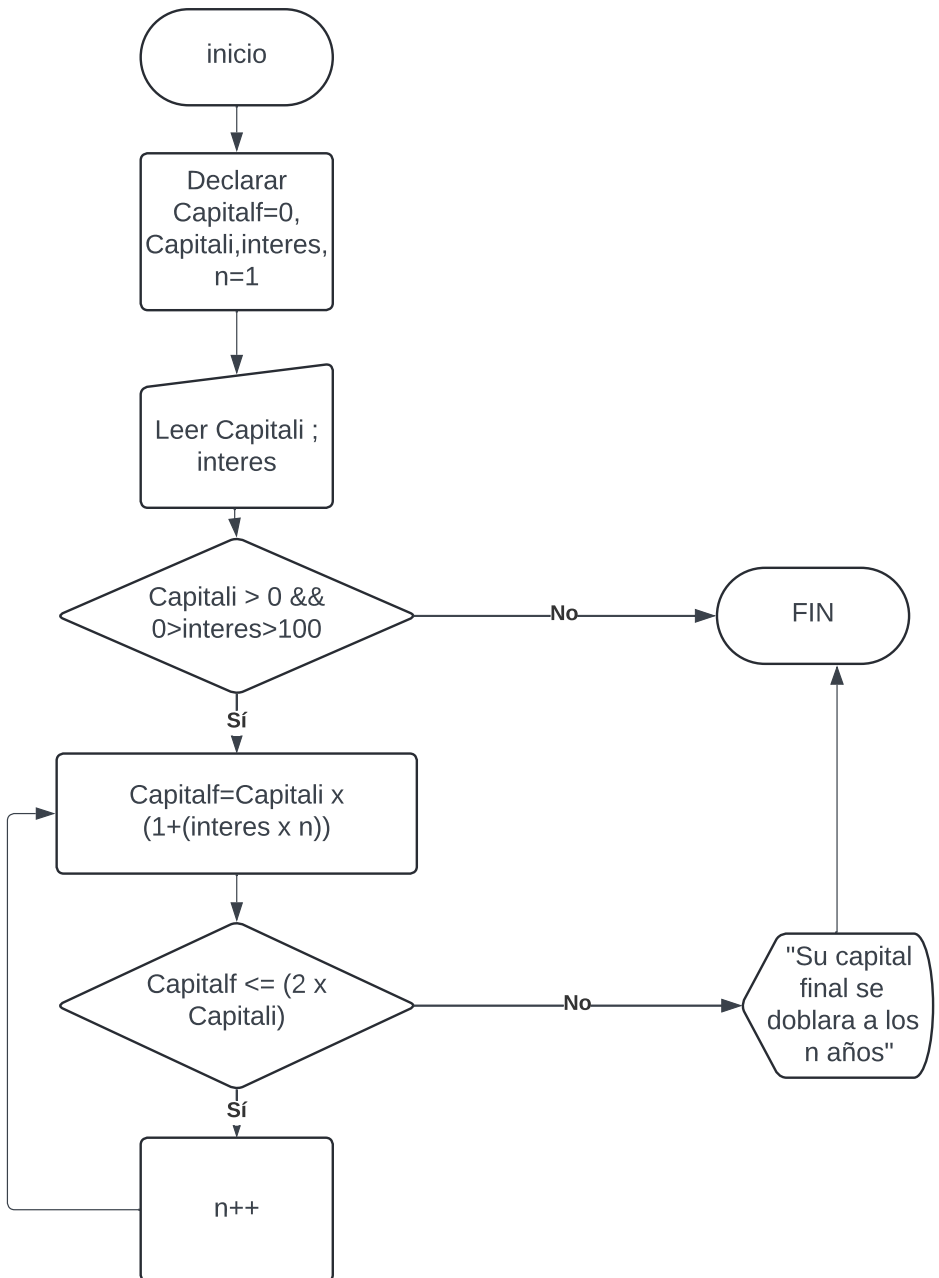 inicio
Declarar
Capitalf=0,
Capitali,interes,
n=1
Leer Capitali ;
interes
Capitali > 0 &&
0>interes>100
No
FIN
Sí
Capitalf=Capitali x
(1+(interes x n))
Capitalf <= (2 x
Capitali)
No
"Su capital
final se
doblara a los
n años"
Sí
n++